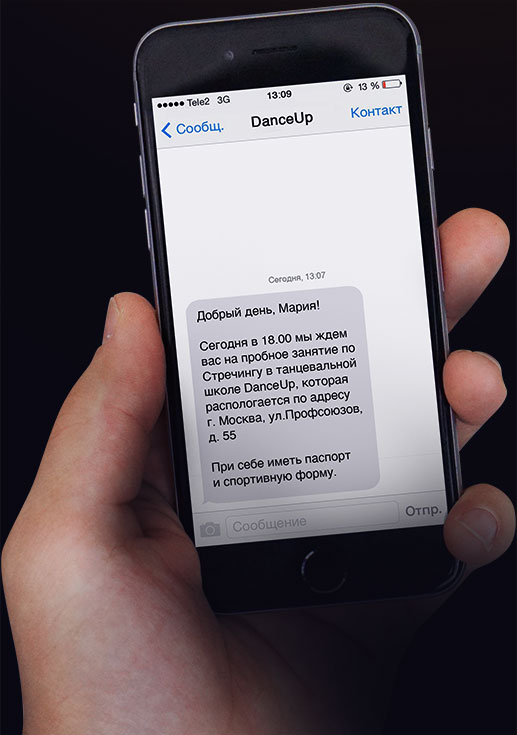 Tele2 3G 13:09 13 %
Сообщ. DanceUp Контакт
Сегодня, 13:07
Добрый день, Мария!
Сегодня в 18.00 мы ждем
вас на пробное занятие по
Стречингу в танцевальной
школе DanceUp, которая
распологается по адресу
г. Москва, ул.Профсоюзов,
д. 55
При себе иметь паспорт
и спортивную форму.
Сообщение Отпр.